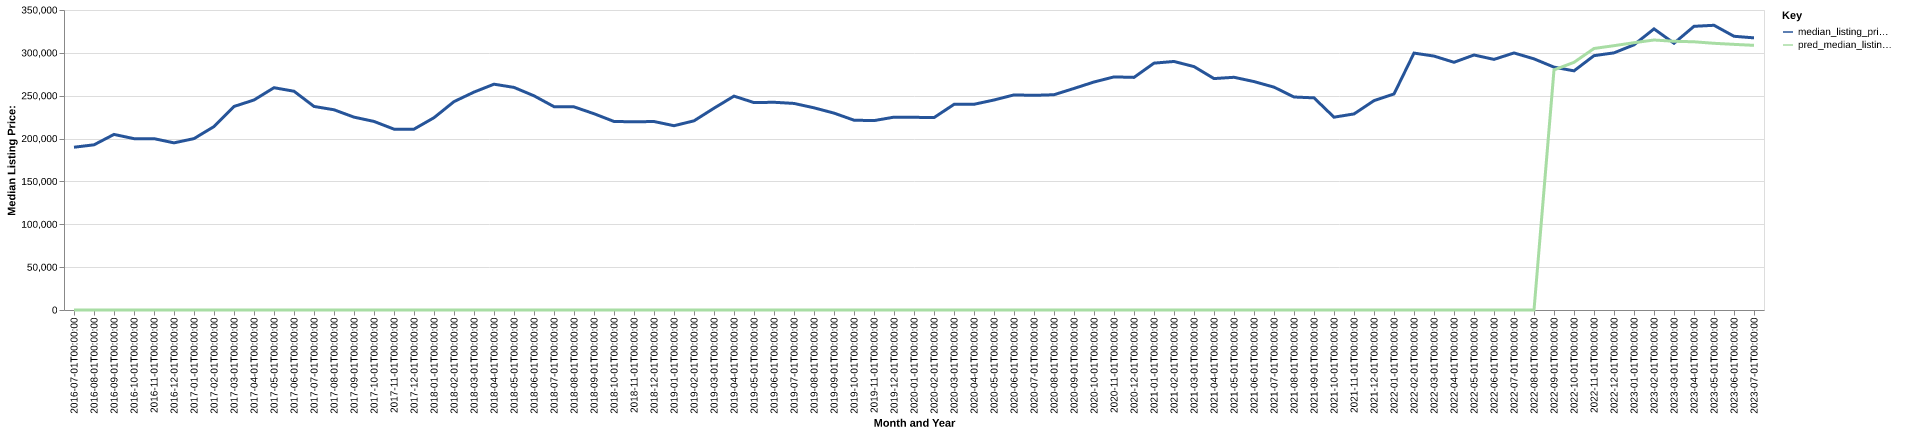 350,000
300,000
250,000
200,000
150,000
100,000
50,000
0
Median Listing Price:
2016-07-01T00:00:00
2016-08-01T00:00:00
2016-09-01T00:00:00
2016-10-01T00:00:00
2016-11-01T00:00:00
2016-12-01T00:00:00
2017-01-01T00:00:00
2017-02-01T00:00:00
2017-03-01T00:00:00
2017-04-01T00:00:00
2017-05-01T00:00:00
2017-06-01T00:00:00
2017-07-01T00:00:00
2017-08-01T00:00:00
2017-09-01T00:00:00
2017-10-01T00:00:00
2017-11-01T00:00:00
2017-12-01T00:00:00
2018-01-01T00:00:00
2018-02-01T00:00:00
2018-03-01T00:00:00
2018-04-01T00:00:00
2018-05-01T00:00:00
2018-06-01T00:00:00
2018-07-01T00:00:00
2018-08-01T00:00:00
2018-09-01T00:00:00
2018-10-01T00:00:00
2018-11-01T00:00:00
2018-12-01T00:00:00
2019-01-01T00:00:00
2019-02-01T00:00:00
2019-03-01T00:00:00
2019-04-01T00:00:00
2019-05-01T00:00:00
2019-06-01T00:00:00
2019-07-01T00:00:00
2019-08-01T00:00:00
2019-09-01T00:00:00
2019-10-01T00:00:00
2019-11-01T00:00:00
2019-12-01T00:00:00
2020-01-01T00:00:00
2020-02-01T00:00:00
2020-03-01T00:00:00
2020-04-01T00:00:00
2020-05-01T00:00:00
2020-06-01T00:00:00
2020-07-01T00:00:00
2020-08-01T00:00:00
2020-09-01T00:00:00
2020-10-01T00:00:00
2020-11-01T00:00:00
2020-12-01T00:00:00
2021-01-01T00:00:00
2021-02-01T00:00:00
2021-03-01T00:00:00
2021-04-01T00:00:00
2021-05-01T00:00:00
2021-06-01T00:00:00
2021-07-01T00:00:00
2021-08-01T00:00:00
2021-09-01T00:00:00
2021-10-01T00:00:00
2021-11-01T00:00:00
2021-12-01T00:00:00
2022-01-01T00:00:00
2022-02-01T00:00:00
2022-03-01T00:00:00
2022-04-01T00:00:00
2022-05-01T00:00:00
2022-06-01T00:00:00
2022-07-01T00:00:00
2022-08-01T00:00:00
2022-09-01T00:00:00
2022-10-01T00:00:00
2022-11-01T00:00:00
2022-12-01T00:00:00
2023-01-01T00:00:00
2023-02-01T00:00:00
2023-03-01T00:00:00
2023-04-01T00:00:00
2023-05-01T00:00:00
2023-06-01T00:00:00
2023-07-01T00:00:00
Month and Year
Key
median_listing_pri…
pred_median_listin…